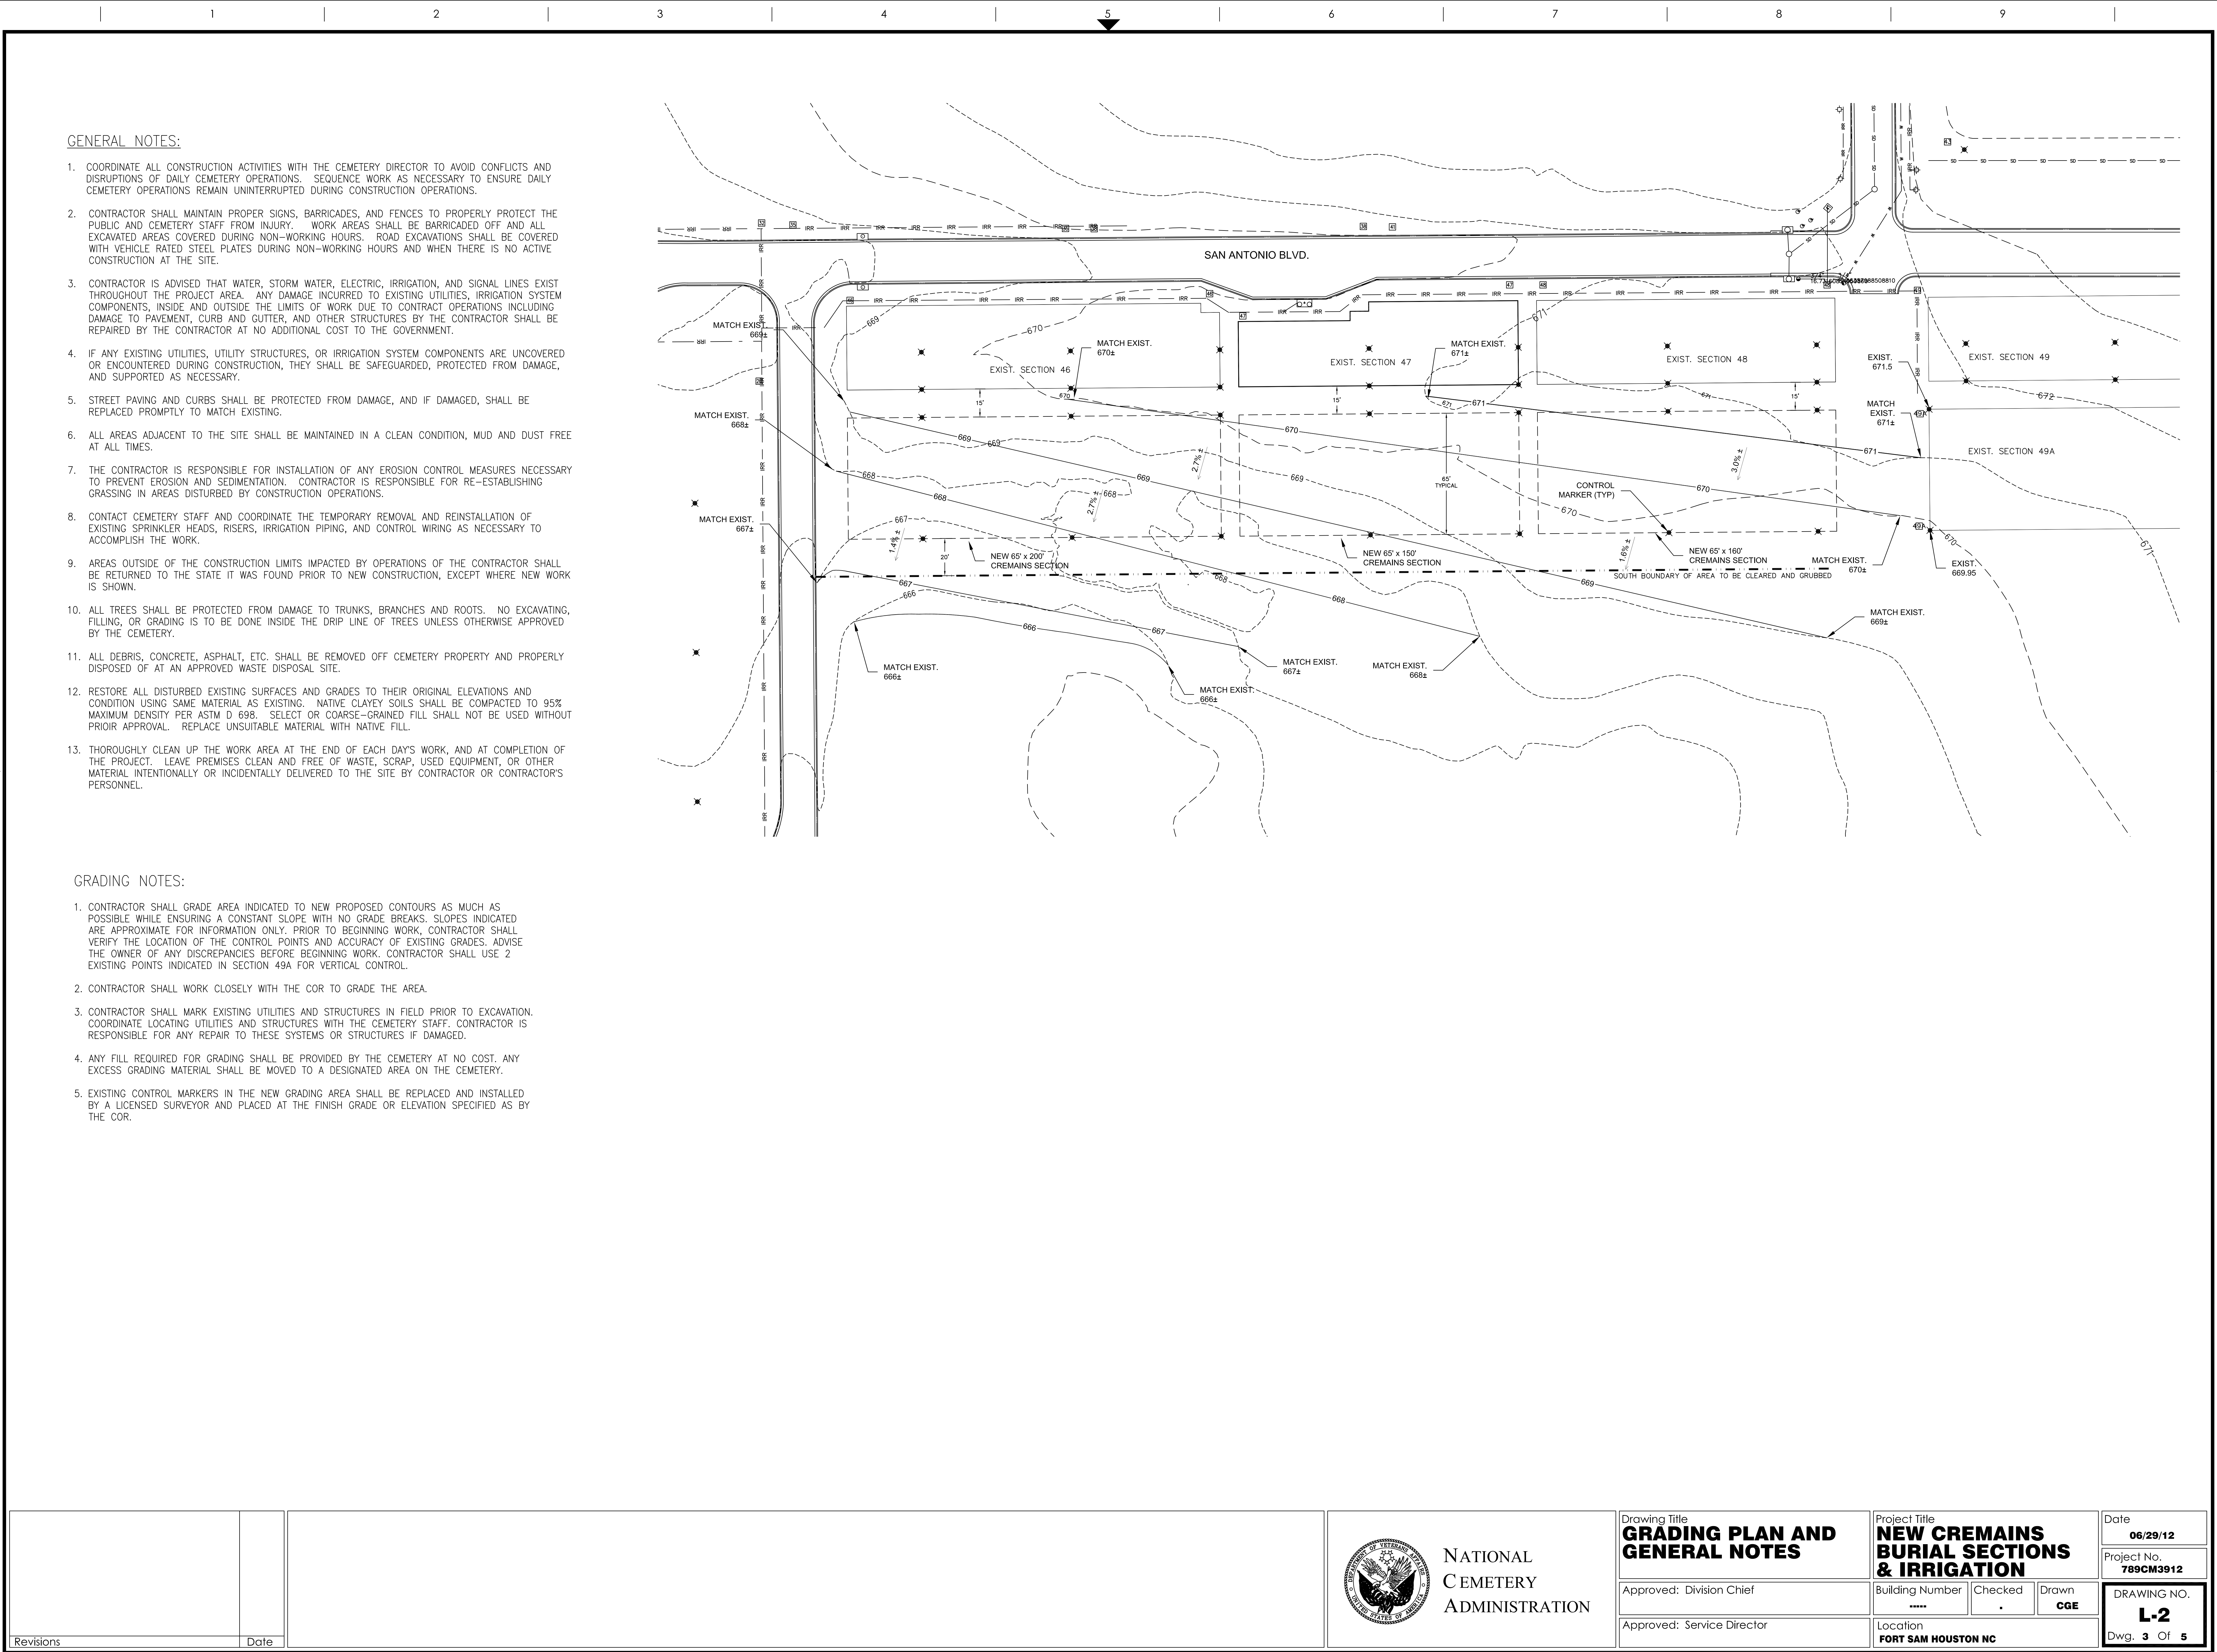 1 2 3 4 5 6 7 8 9
GENERAL NOTES:
1. COORDINATE ALL CONSTRUCTION ACTIVITIES WITH THE CEMETERY DIRECTOR TO AVOID CONFLICTS AND
DISRUPTIONS OF DAILY CEMETERY OPERATIONS. SEQUENCE WORK AS NECESSARY TO ENSURE DAILY
CEMETERY OPERATIONS REMAIN UNINTERRUPTED DURING CONSTRUCTION OPERATIONS.
2. CONTRACTOR SHALL MAINTAIN PROPER SIGNS, BARRICADES, AND FENCES TO PROPERLY PROTECT THE
PUBLIC AND CEMETERY STAFF FROM INJURY. WORK AREAS SHALL BE BARRICADED OFF AND ALL
EXCAVATED AREAS COVERED DURING NON-WORKING HOURS. ROAD EXCAVATIONS SHALL BE COVERED
WITH VEHICLE RATED STEEL PLATES DURING NON-WORKING HOURS AND WHEN THERE IS NO ACTIVE
CONSTRUCTION AT THE SITE.
3. CONTRACTOR IS ADVISED THAT WATER, STORM WATER, ELECTRIC, IRRIGATION, AND SIGNAL LINES EXIST
THROUGHOUT THE PROJECT AREA. ANY DAMAGE INCURRED TO EXISTING UTILITIES, IRRIGATION SYSTEM
COMPONENTS, INSIDE AND OUTSIDE THE LIMITS OF WORK DUE TO CONTRACT OPERATIONS INCLUDING
DAMAGE TO PAVEMENT, CURB AND GUTTER, AND OTHER STRUCTURES BY THE CONTRACTOR SHALL BE
REPAIRED BY THE CONTRACTOR AT NO ADDITIONAL COST TO THE GOVERNMENT.
4. IF ANY EXISTING UTILITIES, UTILITY STRUCTURES, OR IRRIGATION SYSTEM COMPONENTS ARE UNCOVERED
OR ENCOUNTERED DURING CONSTRUCTION, THEY SHALL BE SAFEGUARDED, PROTECTED FROM DAMAGE,
AND SUPPORTED AS NECESSARY.
5. STREET PAVING AND CURBS SHALL BE PROTECTED FROM DAMAGE, AND IF DAMAGED, SHALL BE
REPLACED PROMPTLY TO MATCH EXISTING.
6. ALL AREAS ADJACENT TO THE SITE SHALL BE MAINTAINED IN A CLEAN CONDITION, MUD AND DUST FREE
AT ALL TIMES.
7. THE CONTRACTOR IS RESPONSIBLE FOR INSTALLATION OF ANY EROSION CONTROL MEASURES NECESSARY
TO PREVENT EROSION AND SEDIMENTATION. CONTRACTOR IS RESPONSIBLE FOR RE-ESTABLISHING
GRASSING IN AREAS DISTURBED BY CONSTRUCTION OPERATIONS.
8. CONTACT CEMETERY STAFF AND COORDINATE THE TEMPORARY REMOVAL AND REINSTALLATION OF
EXISTING SPRINKLER HEADS, RISERS, IRRIGATION PIPING, AND CONTROL WIRING AS NECESSARY TO
ACCOMPLISH THE WORK.
9. AREAS OUTSIDE OF THE CONSTRUCTION LIMITS IMPACTED BY OPERATIONS OF THE CONTRACTOR SHALL
BE RETURNED TO THE STATE IT WAS FOUND PRIOR TO NEW CONSTRUCTION, EXCEPT WHERE NEW WORK
IS SHOWN.
10. ALL TREES SHALL BE PROTECTED FROM DAMAGE TO TRUNKS, BRANCHES AND ROOTS. NO EXCAVATING,
FILLING, OR GRADING IS TO BE DONE INSIDE THE DRIP LINE OF TREES UNLESS OTHERWISE APPROVED
BY THE CEMETERY.
11. ALL DEBRIS, CONCRETE, ASPHALT, ETC. SHALL BE REMOVED OFF CEMETERY PROPERTY AND PROPERLY
DISPOSED OF AT AN APPROVED WASTE DISPOSAL SITE.
12. RESTORE ALL DISTURBED EXISTING SURFACES AND GRADES TO THEIR ORIGINAL ELEVATIONS AND
CONDITION USING SAME MATERIAL AS EXISTING. NATIVE CLAYEY SOILS SHALL BE COMPACTED TO 95%
MAXIMUM DENSITY PER ASTM D 698. SELECT OR COARSE-GRAINED FILL SHALL NOT BE USED WITHOUT
PRIOIR APPROVAL. REPLACE UNSUITABLE MATERIAL WITH NATIVE FILL.
13. THOROUGHLY CLEAN UP THE WORK AREA AT THE END OF EACH DAY'S WORK, AND AT COMPLETION OF
THE PROJECT. LEAVE PREMISES CLEAN AND FREE OF WASTE, SCRAP, USED EQUIPMENT, OR OTHER
MATERIAL INTENTIONALLY OR INCIDENTALLY DELIVERED TO THE SITE BY CONTRACTOR OR CONTRACTOR'S
PERSONNEL.
GRADING NOTES:
1. CONTRACTOR SHALL GRADE AREA INDICATED TO NEW PROPOSED CONTOURS AS MUCH AS
POSSIBLE WHILE ENSURING A CONSTANT SLOPE WITH NO GRADE BREAKS. SLOPES INDICATED
ARE APPROXIMATE FOR INFORMATION ONLY. PRIOR TO BEGINNING WORK, CONTRACTOR SHALL
VERIFY THE LOCATION OF THE CONTROL POINTS AND ACCURACY OF EXISTING GRADES. ADVISE
THE OWNER OF ANY DISCREPANCIES BEFORE BEGINNING WORK. CONTRACTOR SHALL USE 2
EXISTING POINTS INDICATED IN SECTION 49A FOR VERTICAL CONTROL.
2. CONTRACTOR SHALL WORK CLOSELY WITH THE COR TO GRADE THE AREA.
3. CONTRACTOR SHALL MARK EXISTING UTILITIES AND STRUCTURES IN FIELD PRIOR TO EXCAVATION.
COORDINATE LOCATING UTILITIES AND STRUCTURES WITH THE CEMETERY STAFF. CONTRACTOR IS
RESPONSIBLE FOR ANY REPAIR TO THESE SYSTEMS OR STRUCTURES IF DAMAGED.
4. ANY FILL REQUIRED FOR GRADING SHALL BE PROVIDED BY THE CEMETERY AT NO COST. ANY
EXCESS GRADING MATERIAL SHALL BE MOVED TO A DESIGNATED AREA ON THE CEMETERY.
5. EXISTING CONTROL MARKERS IN THE NEW GRADING AREA SHALL BE REPLACED AND INSTALLED
BY A LICENSED SURVEYOR AND PLACED AT THE FINISH GRADE OR ELEVATION SPECIFIED AS BY
THE COR.
SAN ANTONIO BLVD.
MATCH EXIST.
669±
MATCH EXIST.
668±
MATCH EXIST.
667±
MATCH EXIST.
670±
EXIST. SECTION 46
EXIST. SECTION 47
MATCH EXIST.
671±
EXIST. SECTION 48
EXIST.
671.5
EXIST. SECTION 49
MATCH
EXIST.
671±
EXIST. SECTION 49A
15'
15'
15'
65'
TYPICAL
20'
2.7% ±
2.7% ±
1.4% ±
3.0% ±
1.6% ±
CONTROL
MARKER (TYP)
NEW 65' x 200'
CREMAINS SECTION
NEW 65' x 150'
CREMAINS SECTION
NEW 65' x 160'
CREMAINS SECTION
MATCH EXIST.
670±
EXIST.
669.95
SOUTH BOUNDARY OF AREA TO BE CLEARED AND GRUBBED
MATCH EXIST.
669±
MATCH EXIST.
666±
MATCH EXIST.
667±
MATCH EXIST.
668±
MATCH EXIST.
666±
NATIONAL
CEMETERY
ADMINISTRATION
DEPARTMENT OF VETERANS AFFAIRS
UNITED STATES OF AMERICA
Drawing Title
GRADING PLAN AND
GENERAL NOTES
Approved: Division Chief
Approved: Service Director
Project Title
NEW CREMAINS
BURIAL SECTIONS
& IRRIGATION
Building Number
-----
Checked
.
Drawn
CGE
Location
FORT SAM HOUSTON NC
Date
06/29/12
Project No.
789CM3912
DRAWING NO.
L-2
Dwg. 3 Of 5
Revisions Date